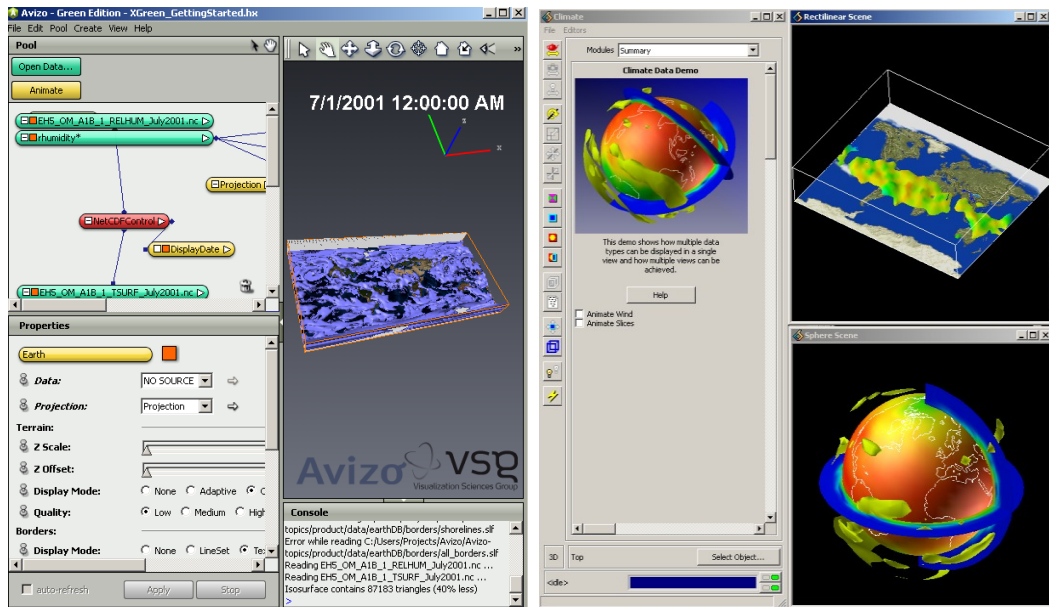 Avizo - Green Edition - XGreen_GettingStarted.hx
File Edit Pool Create View Help
Pool
Open Data...
Animate
EH5_OM_A1B_1_RELHUM_July2001.nc
rhumidity*
Projection
NetCDFControl
DisplayDate
EH5_OM_A1B_1_TSURF_July2001.nc
Properties
Earth
Data: NO SOURCE
Projection: Projection
Terrain:
Z Scale:
Z Offset:
Display Mode: None Adaptive
Quality: Low Medium High
Borders:
Display Mode: None LineSet
auto-refresh Apply Stop
»
7/1/2001 12:00:00 AM
z
x
Avizo VSG
Visualization Sciences Group
Console
topics/product/data/earthDB/borders/shorelines.slf
Error while reading C:/Users/Projects/Avizo/Avizo-
topics/product/data/earthDB/borders/all_borders.slf
Reading EH5_OM_A1B_1_RELHUM_July2001.nc ...
Reading EH5_OM_A1B_1_TSURF_July2001.nc ...
Isosurface contains 87183 triangles (40% less)
>
Climate
File Editors
Modules Summary
Climate Data Demo
This demo shows how multiple data
types can be displayed in a single
view and how multiple views can be
achieved.
Help
Animate Wind
Animate Slices
3D Top Select Object...
<idle>
Rectilinear Scene
Sphere Scene